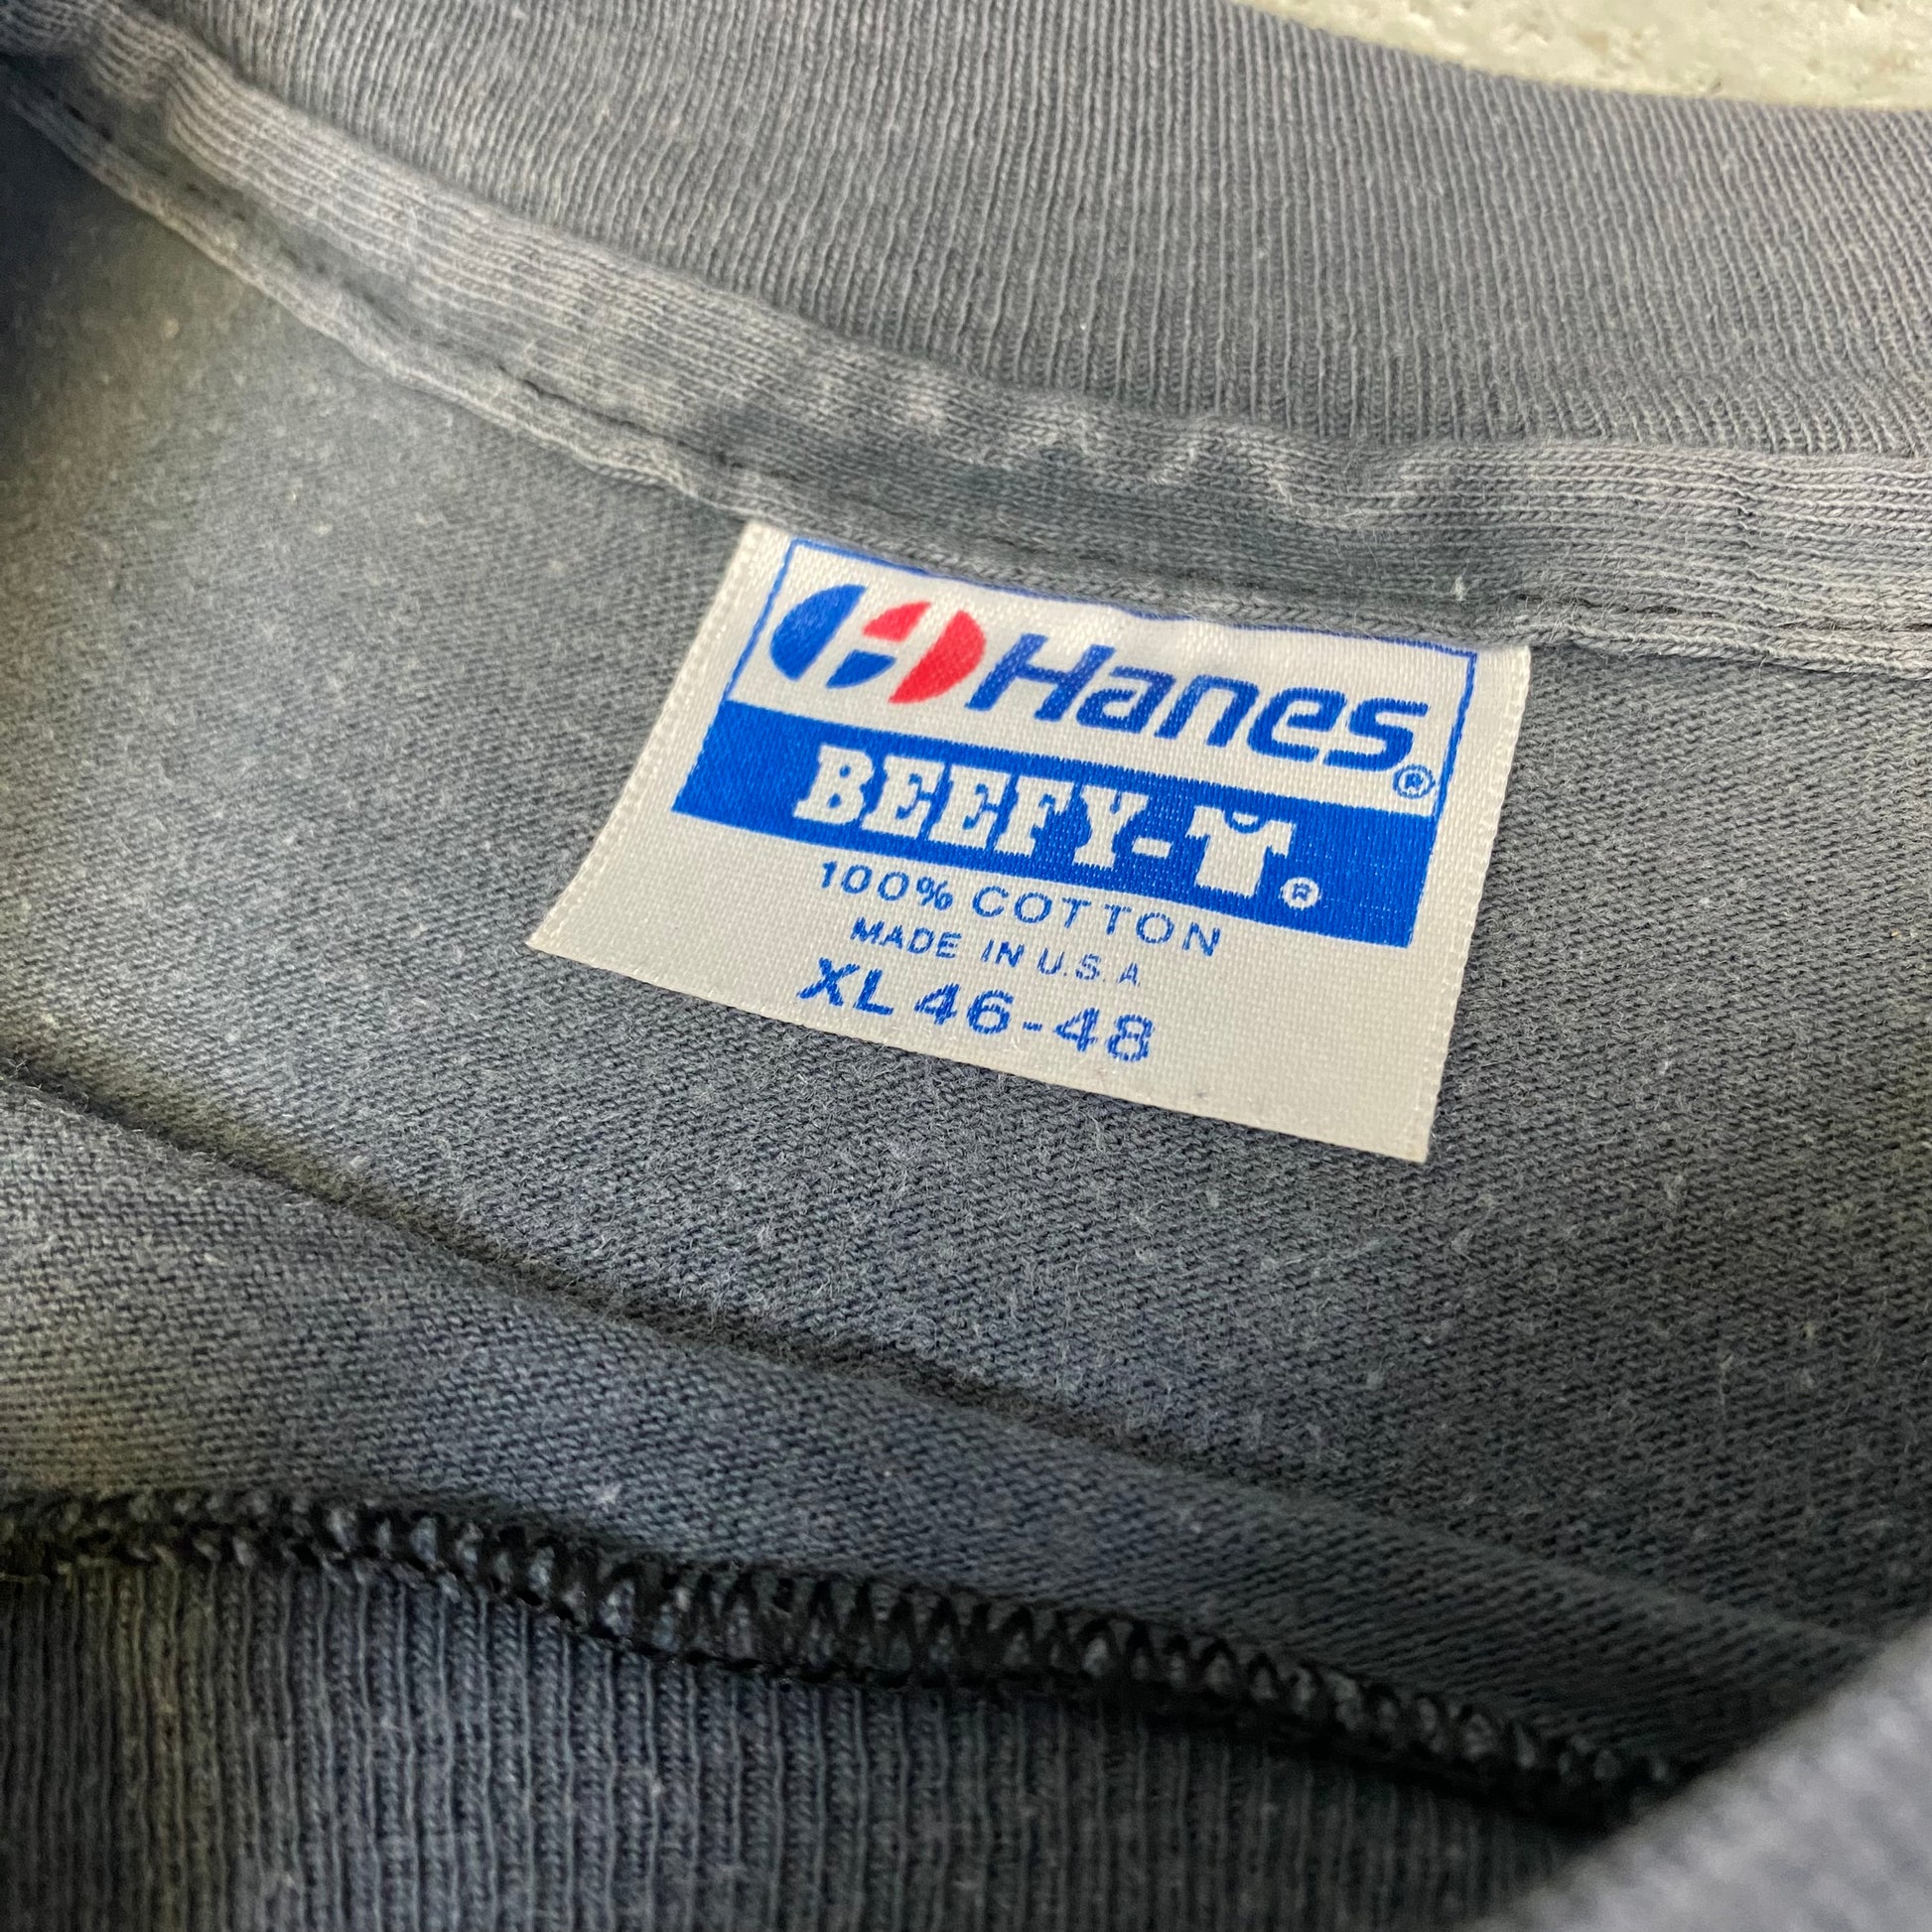 Hanes®
BEEFY-T®
100% COTTON
MADE IN U.S.A
XL 46-48